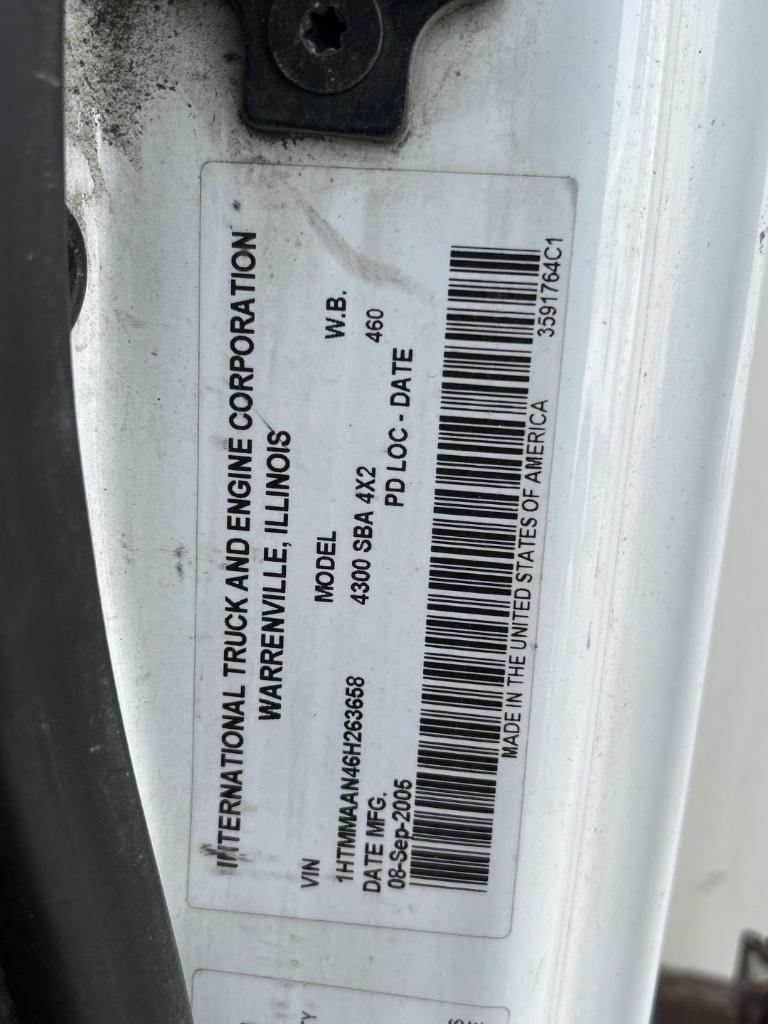 INTERNATIONAL TRUCK AND ENGINE CORPORATION
WARRENVILLE, ILLINOIS
VIN MODEL W.B.
1HTMMAAN46H263658 4300 SBA 4X2 460
DATE MFG. PD LOC - DATE
08-Sep-2005
MADE IN THE UNITED STATES OF AMERICA 3591764C1